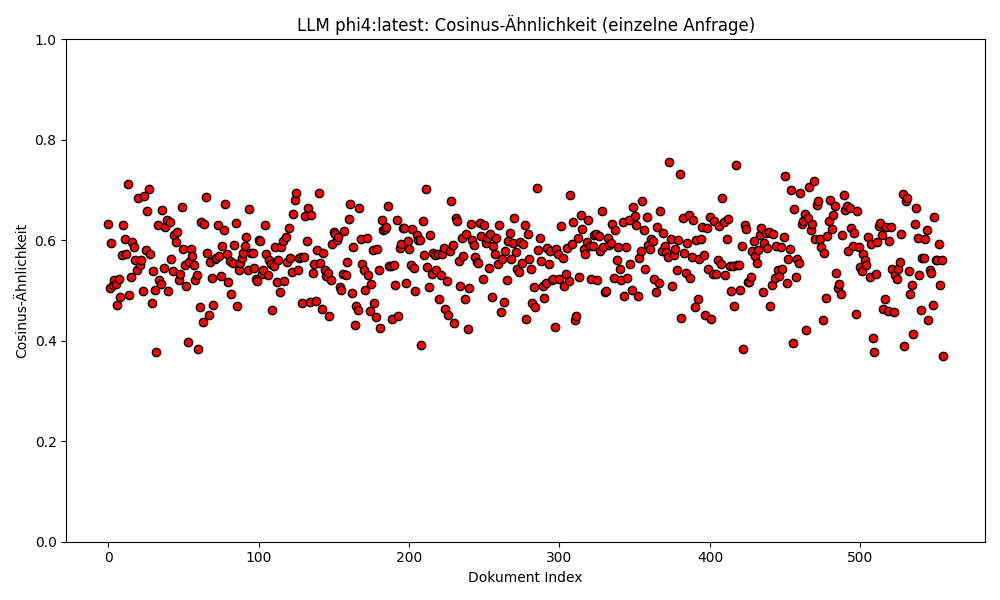 LLM phi4:latest: Cosinus-Ähnlichkeit (einzelne Anfrage)
Cosinus-Ähnlichkeit
1.0
0.8
0.6
0.4
0.2
0.0
0 100 200 300 400 500
Dokument Index